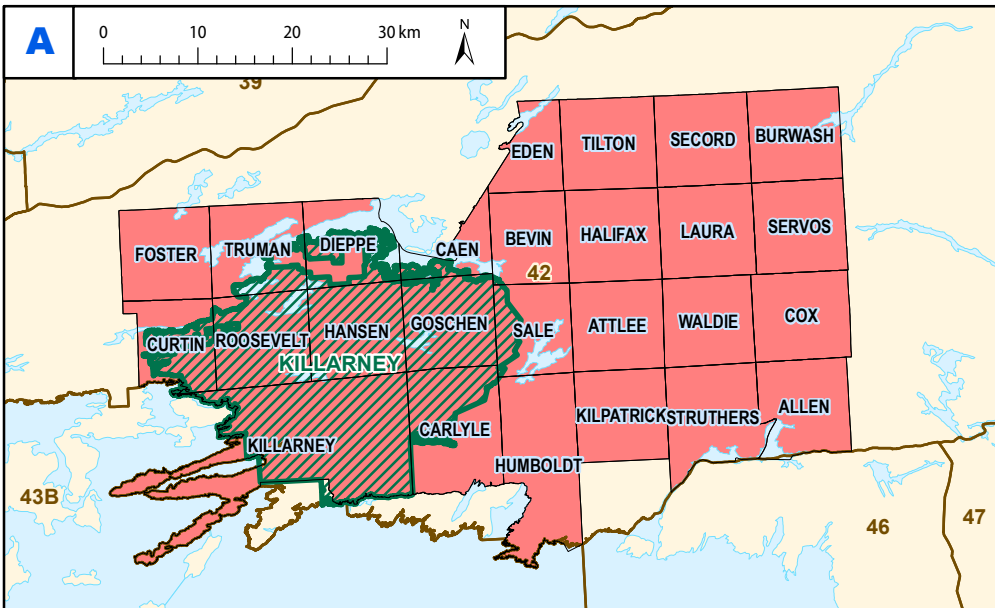 A
0 10 20 30 km
N
39
EDEN TILTON SECORD BURWASH
FOSTER TRUMAN DIEPPE CAEN BEVIN HALIFAX LAURA SERVOS
42
CURTIN ROOSEVELT HANSEN GOSCHEN SALE ATTLEE WALDIE COX
KILLARNEY
KILLARNEY CARLYLE KILPATRICK STRUTHERS ALLEN
HUMBOLDT
43B
46 47